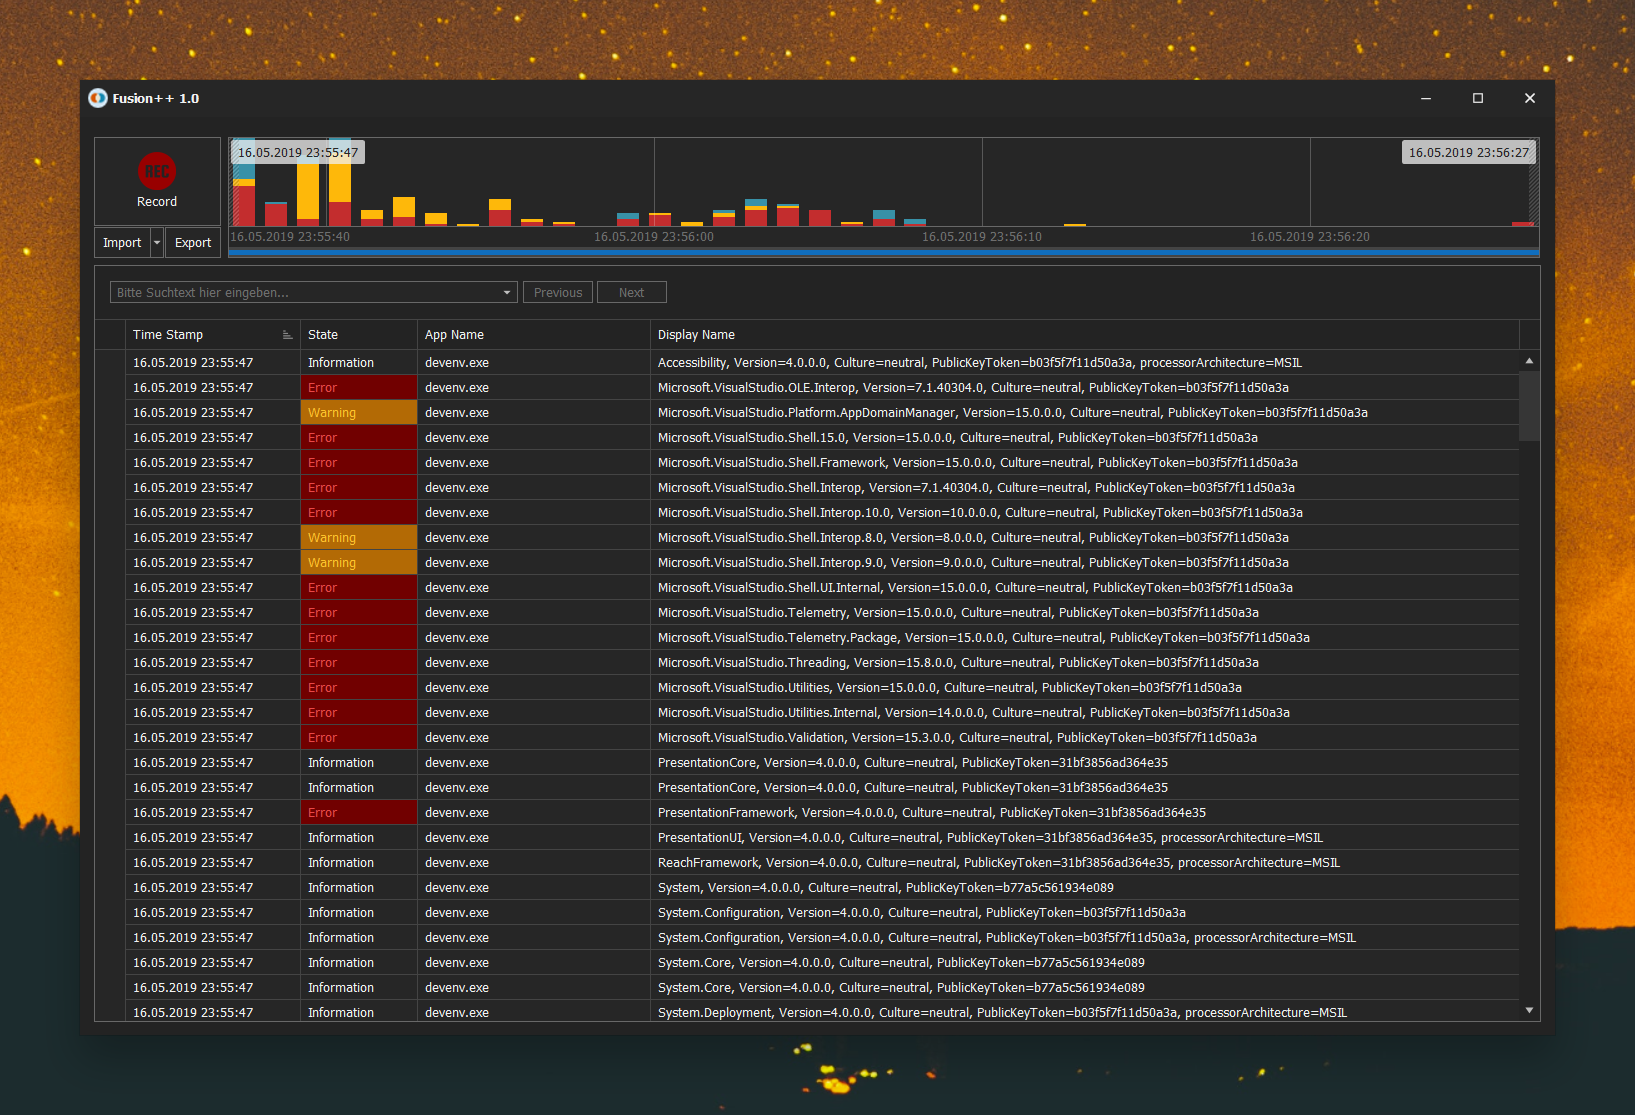 Fusion++ 1.0
REC
Record
Import
Export
16.05.2019 23:55:47
16.05.2019 23:56:27
16.05.2019 23:55:40
16.05.2019 23:56:00
16.05.2019 23:56:10
16.05.2019 23:56:20
Bitte Suchtext hier eingeben...
Previous
Next
Time Stamp State App Name Display Name
16.05.2019 23:55:47 Information devenv.exe Accessibility, Version=4.0.0.0, Culture=neutral, PublicKeyToken=b03f5f7f11d50a3a, processorArchitecture=MSIL
16.05.2019 23:55:47 Error devenv.exe Microsoft.VisualStudio.OLE.Interop, Version=7.1.40304.0, Culture=neutral, PublicKeyToken=b03f5f7f11d50a3a
16.05.2019 23:55:47 Warning devenv.exe Microsoft.VisualStudio.Platform.AppDomainManager, Version=15.0.0.0, Culture=neutral, PublicKeyToken=b03f5f7f11d50a3a
16.05.2019 23:55:47 Error devenv.exe Microsoft.VisualStudio.Shell.15.0, Version=15.0.0.0, Culture=neutral, PublicKeyToken=b03f5f7f11d50a3a
16.05.2019 23:55:47 Error devenv.exe Microsoft.VisualStudio.Shell.Framework, Version=15.0.0.0, Culture=neutral, PublicKeyToken=b03f5f7f11d50a3a
16.05.2019 23:55:47 Error devenv.exe Microsoft.VisualStudio.Shell.Interop, Version=7.1.40304.0, Culture=neutral, PublicKeyToken=b03f5f7f11d50a3a
16.05.2019 23:55:47 Error devenv.exe Microsoft.VisualStudio.Shell.Interop.10.0, Version=10.0.0.0, Culture=neutral, PublicKeyToken=b03f5f7f11d50a3a
16.05.2019 23:55:47 Warning devenv.exe Microsoft.VisualStudio.Shell.Interop.8.0, Version=8.0.0.0, Culture=neutral, PublicKeyToken=b03f5f7f11d50a3a
16.05.2019 23:55:47 Warning devenv.exe Microsoft.VisualStudio.Shell.Interop.9.0, Version=9.0.0.0, Culture=neutral, PublicKeyToken=b03f5f7f11d50a3a
16.05.2019 23:55:47 Error devenv.exe Microsoft.VisualStudio.Shell.UI.Internal, Version=15.0.0.0, Culture=neutral, PublicKeyToken=b03f5f7f11d50a3a
16.05.2019 23:55:47 Error devenv.exe Microsoft.VisualStudio.Telemetry, Version=15.0.0.0, Culture=neutral, PublicKeyToken=b03f5f7f11d50a3a
16.05.2019 23:55:47 Error devenv.exe Microsoft.VisualStudio.Telemetry.Package, Version=15.0.0.0, Culture=neutral, PublicKeyToken=b03f5f7f11d50a3a
16.05.2019 23:55:47 Error devenv.exe Microsoft.VisualStudio.Threading, Version=15.8.0.0, Culture=neutral, PublicKeyToken=b03f5f7f11d50a3a
16.05.2019 23:55:47 Error devenv.exe Microsoft.VisualStudio.Utilities, Version=15.0.0.0, Culture=neutral, PublicKeyToken=b03f5f7f11d50a3a
16.05.2019 23:55:47 Error devenv.exe Microsoft.VisualStudio.Utilities.Internal, Version=14.0.0.0, Culture=neutral, PublicKeyToken=b03f5f7f11d50a3a
16.05.2019 23:55:47 Error devenv.exe Microsoft.VisualStudio.Validation, Version=15.3.0.0, Culture=neutral, PublicKeyToken=b03f5f7f11d50a3a
16.05.2019 23:55:47 Information devenv.exe PresentationCore, Version=4.0.0.0, Culture=neutral, PublicKeyToken=31bf3856ad364e35
16.05.2019 23:55:47 Information devenv.exe PresentationCore, Version=4.0.0.0, Culture=neutral, PublicKeyToken=31bf3856ad364e35
16.05.2019 23:55:47 Error devenv.exe PresentationFramework, Version=4.0.0.0, Culture=neutral, PublicKeyToken=31bf3856ad364e35
16.05.2019 23:55:47 Information devenv.exe PresentationUI, Version=4.0.0.0, Culture=neutral, PublicKeyToken=31bf3856ad364e35, processorArchitecture=MSIL
16.05.2019 23:55:47 Information devenv.exe ReachFramework, Version=4.0.0.0, Culture=neutral, PublicKeyToken=31bf3856ad364e35, processorArchitecture=MSIL
16.05.2019 23:55:47 Information devenv.exe System, Version=4.0.0.0, Culture=neutral, PublicKeyToken=b77a5c561934e089
16.05.2019 23:55:47 Information devenv.exe System.Configuration, Version=4.0.0.0, Culture=neutral, PublicKeyToken=b03f5f7f11d50a3a
16.05.2019 23:55:47 Information devenv.exe System.Configuration, Version=4.0.0.0, Culture=neutral, PublicKeyToken=b03f5f7f11d50a3a, processorArchitecture=MSIL
16.05.2019 23:55:47 Information devenv.exe System.Core, Version=4.0.0.0, Culture=neutral, PublicKeyToken=b77a5c561934e089
16.05.2019 23:55:47 Information devenv.exe System.Core, Version=4.0.0.0, Culture=neutral, PublicKeyToken=b77a5c561934e089
16.05.2019 23:55:47 Information devenv.exe System.Deployment, Version=4.0.0.0, Culture=neutral, PublicKeyToken=b03f5f7f11d50a3a, processorArchitecture=MSIL